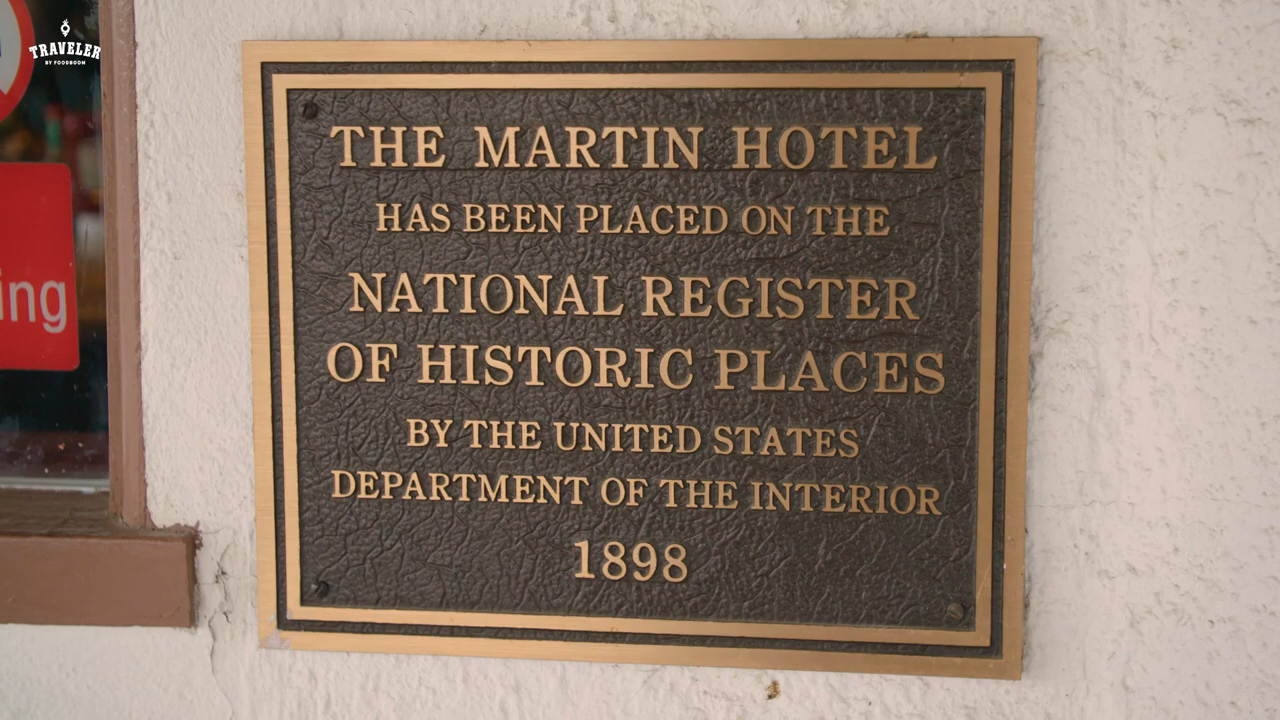 TRAVELER
BY FOODBOOM
ing
THE MARTIN HOTEL
HAS BEEN PLACED ON THE
NATIONAL REGISTER
OF HISTORIC PLACES
BY THE UNITED STATES
DEPARTMENT OF THE INTERIOR
1898